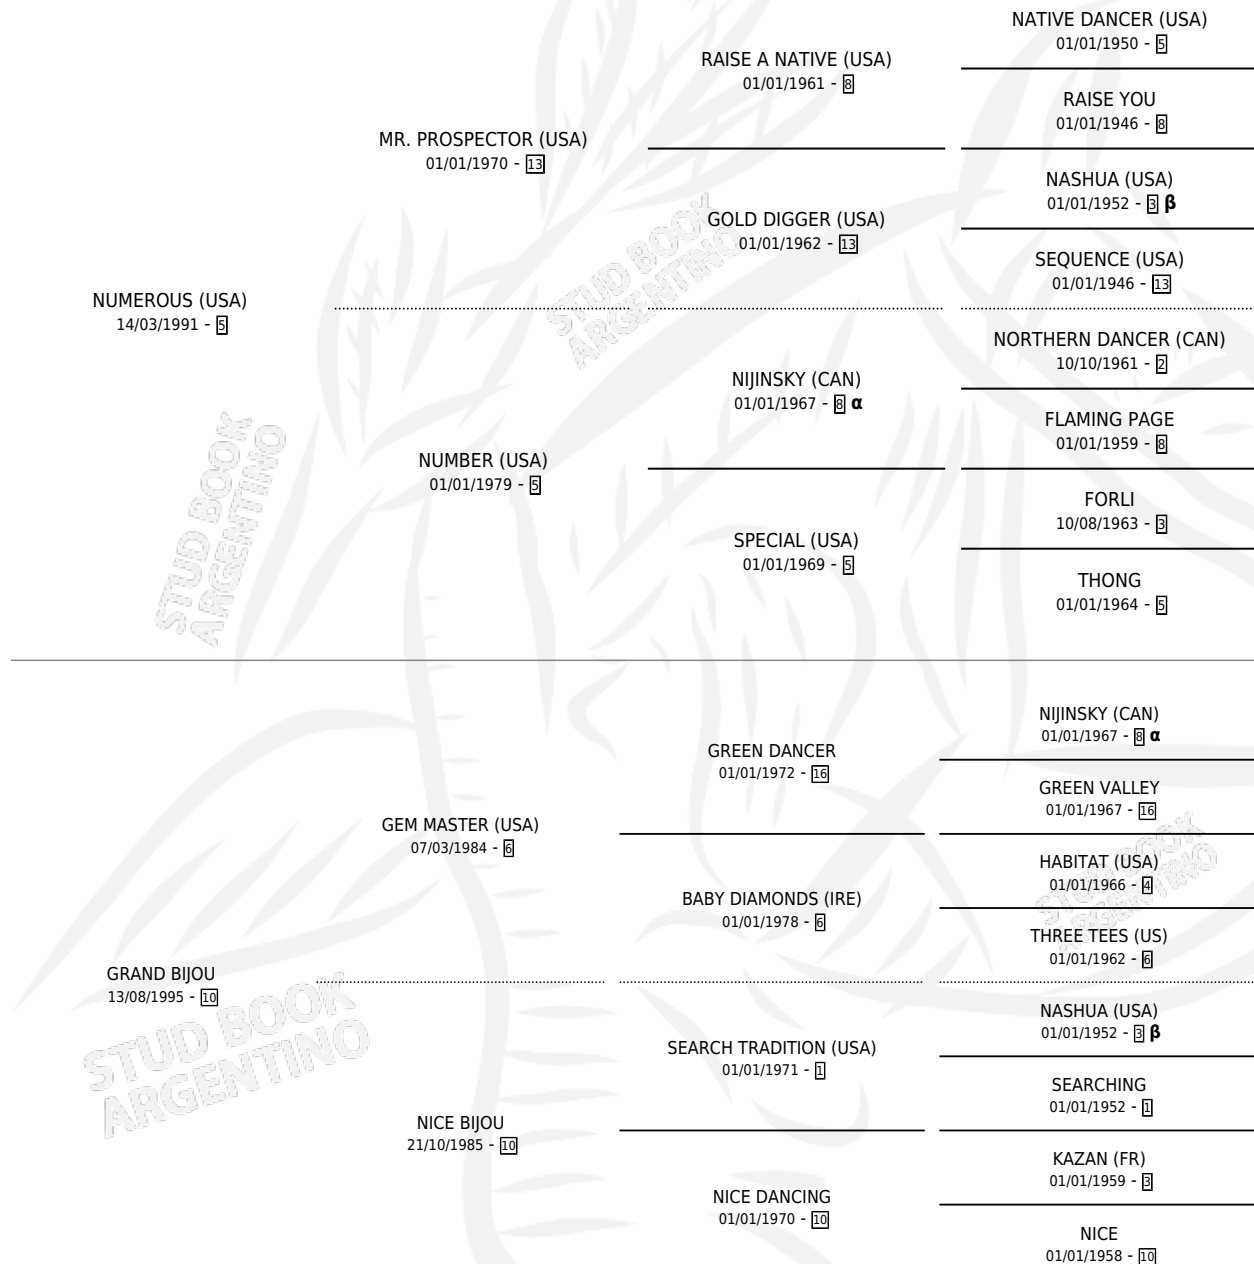 NATIVE DANCER (USA)
01/01/1950 - 5
RAISE A NATIVE (USA)
01/01/1961 - 8
RAISE YOU
01/01/1946 - 8
MR. PROSPECTOR (USA)
01/01/1970 - 13
NASHUA (USA)
01/01/1952 - 3 β
GOLD DIGGER (USA)
01/01/1962 - 13
SEQUENCE (USA)
01/01/1946 - 13
NUMEROUS (USA)
14/03/1991 - 5
NORTHERN DANCER (CAN)
10/10/1961 - 2
NIJINSKY (CAN)
01/01/1967 - 8 α
FLAMING PAGE
01/01/1959 - 8
NUMBER (USA)
01/01/1979 - 5
FORLI
10/08/1963 - 3
SPECIAL (USA)
01/01/1969 - 5
THONG
01/01/1964 - 5
NIJINSKY (CAN)
01/01/1967 - 8 α
GREEN DANCER
01/01/1972 - 16
GREEN VALLEY
01/01/1967 - 16
GEM MASTER (USA)
07/03/1984 - 6
HABITAT (USA)
01/01/1966 - 4
BABY DIAMONDS (IRE)
01/01/1978 - 6
THREE TEES (US)
01/01/1962 - 6
GRAND BIJOU
13/08/1995 - 10
NASHUA (USA)
01/01/1952 - 3 β
SEARCH TRADITION (USA)
01/01/1971 - 1
SEARCHING
01/01/1952 - 1
NICE BIJOU
21/10/1985 - 10
KAZAN (FR)
01/01/1959 - 3
NICE DANCING
01/01/1970 - 10
NICE
01/01/1958 - 10
STUD BOOK
ARGENTINO
STUD BOOK
ARGENTINO
STUD BOOK
ARGENTINO
STUD BOOK
ARGENTINO